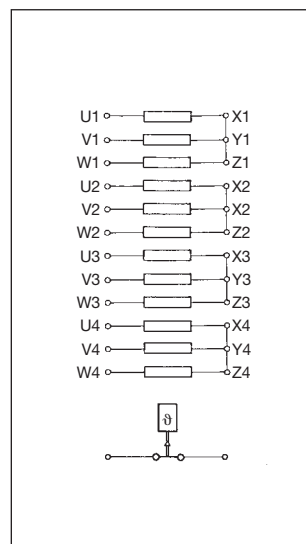 U1 X1
V1 Y1
W1 Z1
U2 X2
V2 X2
W2 Z2
U3 X3
V3 Y3
W3 Z3
U4 X4
V4 Y4
W4 Z4
ϑ